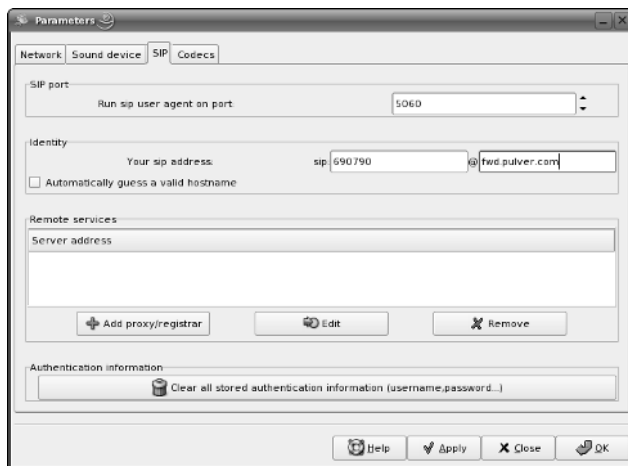 Parameters
Network Sound device SIP Codecs
SIP port
Run sip user agent on port: 5060
Identity
Your sip address: sip: 690790 @ fwd.pulver.com
Automatically guess a valid hostname
Remote services
Server address
Add proxy/registrar Edit Remove
Authentication information
Clear all stored authentication information (username,password...)
Help Apply Close OK